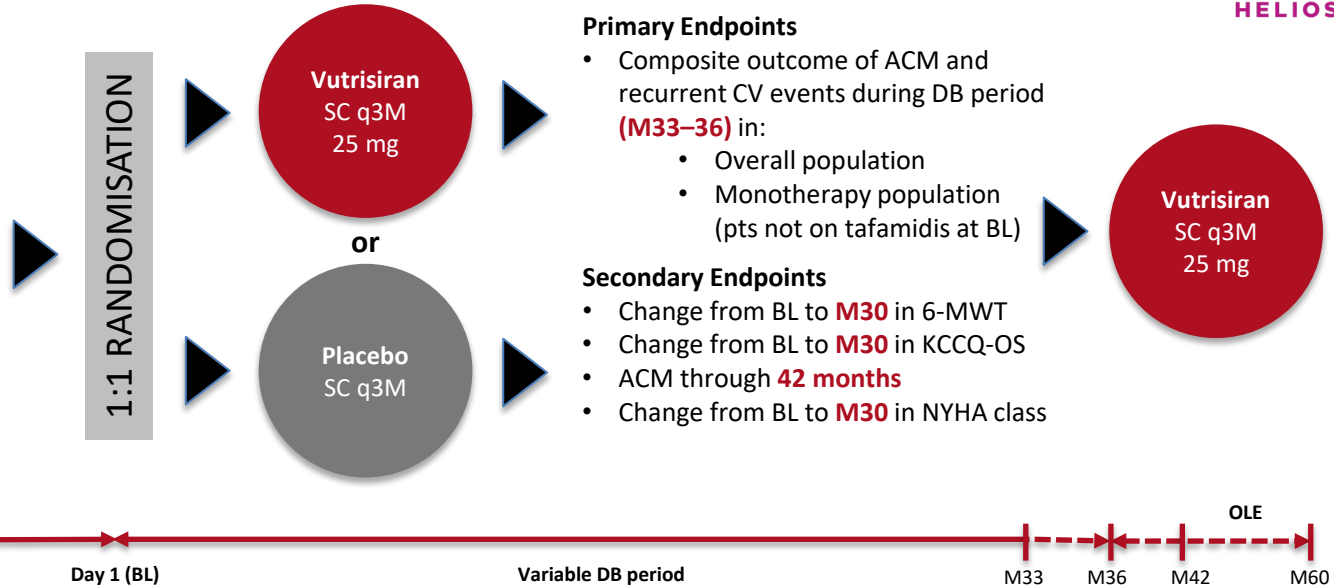 HELIOS
1:1 RANDOMISATION
Vutrisiran
SC q3M
25 mg
or
Placebo
SC q3M
Primary Endpoints
• Composite outcome of ACM and
recurrent CV events during DB period
(M33–36) in:
• Overall population
• Monotherapy population
(pts not on tafamidis at BL)
Secondary Endpoints
• Change from BL to M30 in 6-MWT
• Change from BL to M30 in KCCQ-OS
• ACM through 42 months
• Change from BL to M30 in NYHA class
Vutrisiran
SC q3M
25 mg
OLE
Day 1 (BL)
Variable DB period
M33
M36
M42
M60